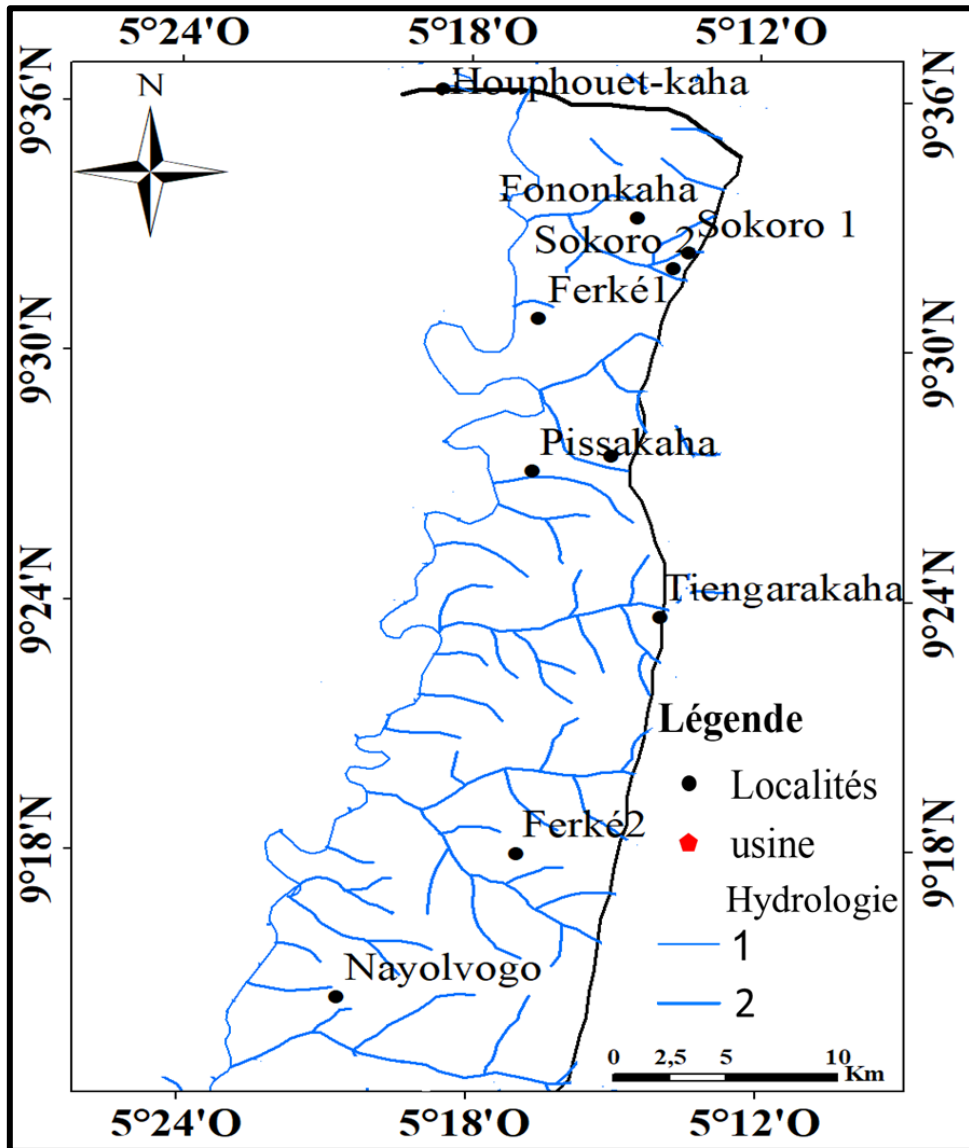 5°24'O 5°18'O 5°12'O
N
9°36'N
9°36'N
Houphouet-kaha
Fononkaha
Sokoro 1
Sokoro 2
Ferké1
9°30'N
9°30'N
Pissakaha
9°24'N
9°24'N
Tiengarakaha
Légende
Localités
usine
Hydrologie
1
2
Ferké2
9°18'N
9°18'N
Nayolvogo
0 2,5 5 10
Km
5°24'O 5°18'O 5°12'O